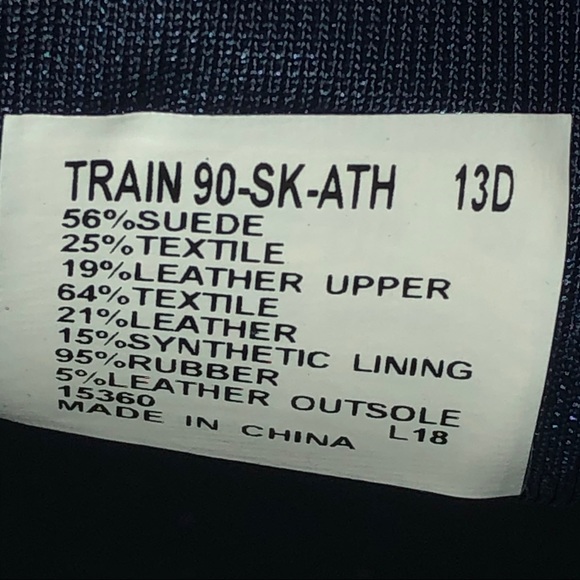 TRAIN 90-SK-ATH 13D
56%SUEDE
25%TEXTILE
19%LEATHER UPPER
64%TEXTILE
21%LEATHER
15%SYNTHETIC LINING
95%RUBBER
5%LEATHER OUTSOLE
15360 L18
MADE IN CHINA